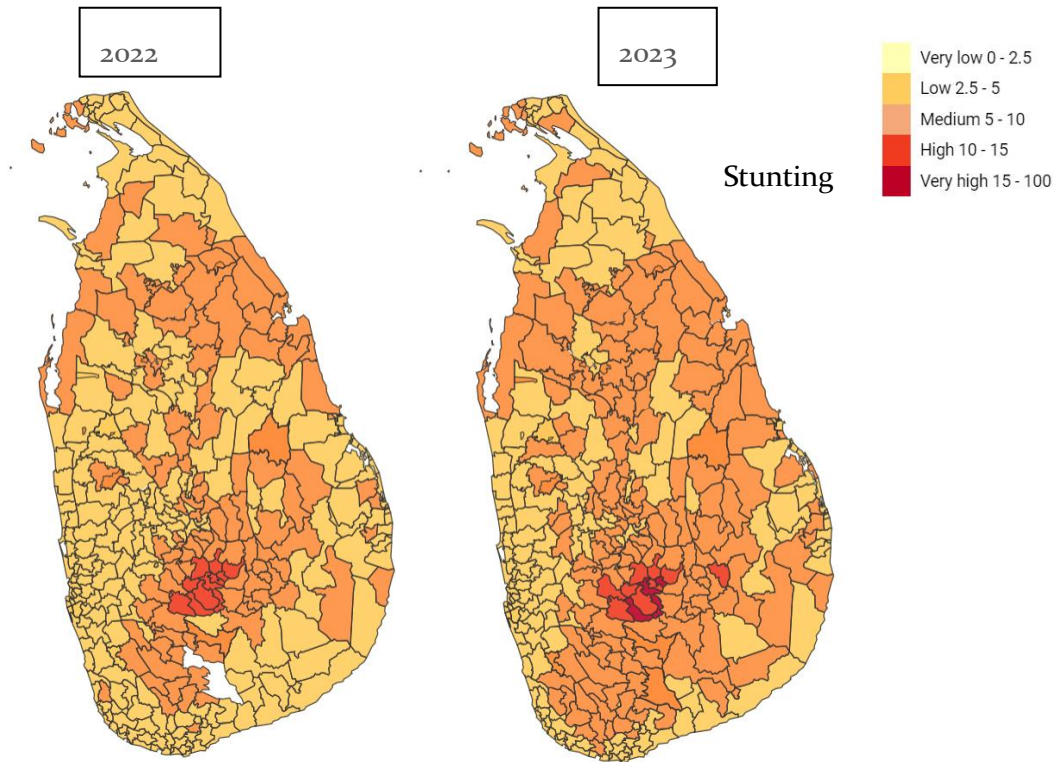 2022
2023
Very low 0 - 2.5
Low 2.5 - 5
Medium 5 - 10
High 10 - 15
Very high 15 - 100
Stunting